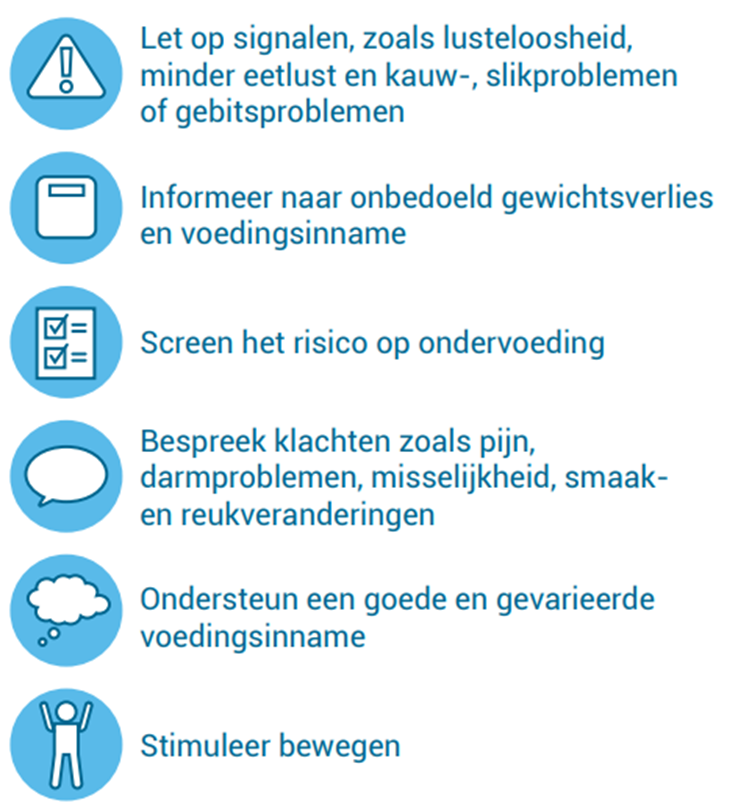 Let op signalen, zoals lusteloosheid,
minder eetlust en kauw-, slikproblemen
of gebitsproblemen
Informeer naar onbedoeld gewichtsverlies
en voedingsinname
Screen het risico op ondervoeding
Bespreek klachten zoals pijn,
darmproblemen, misselijkheid, smaak-
en reukveranderingen
Ondersteun een goede en gevarieerde
voedingsinname
Stimuleer bewegen